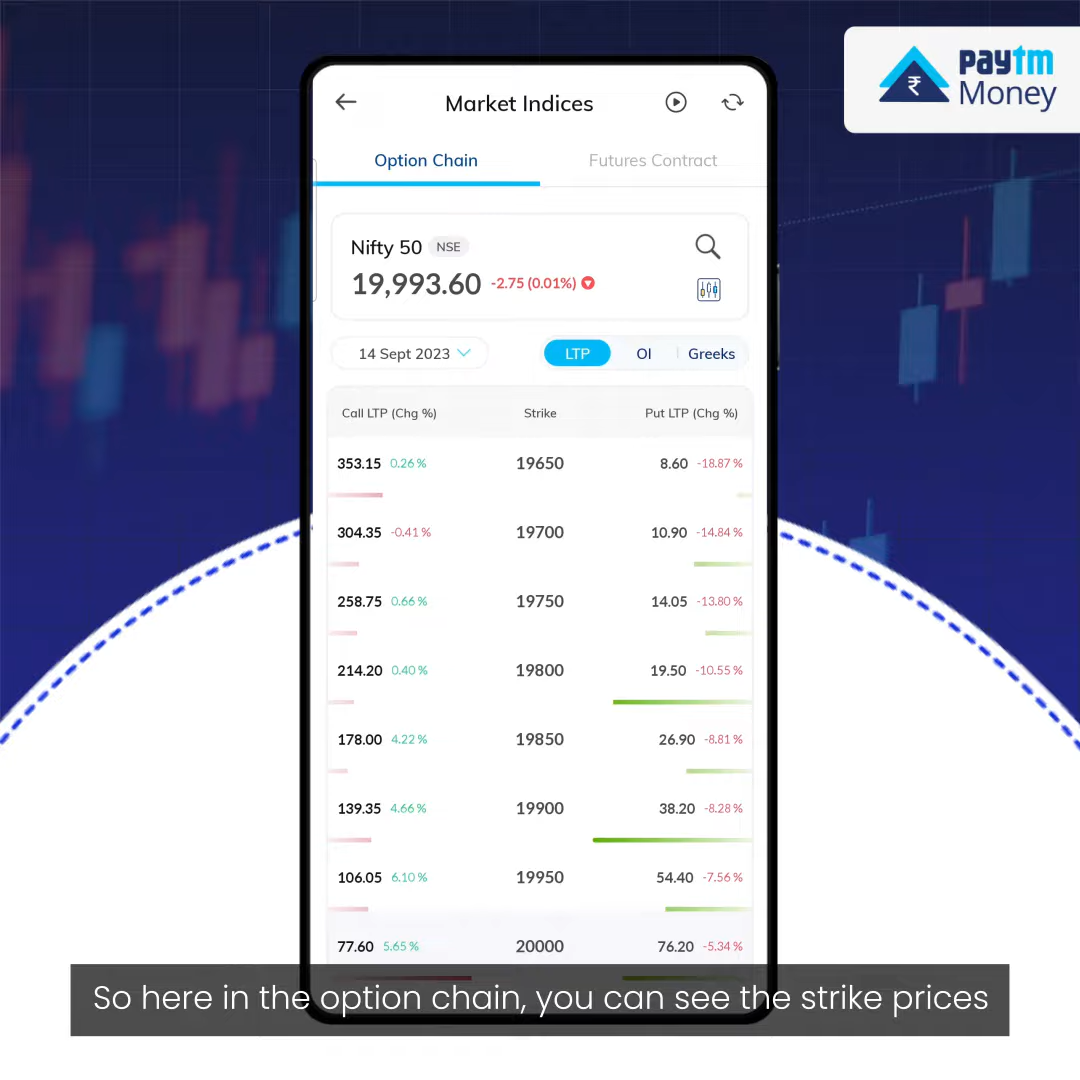 paytm
Money
Market Indices
Option Chain Futures Contract
Nifty 50 NSE
19,993.60 -2.75 (0.01%)
14 Sept 2023 LTP OI Greeks
Call LTP (Chg %) Strike Put LTP (Chg %)
353.15 0.26 % 19650 8.60 -18.87 %
304.35 -0.41 % 19700 10.90 -14.84 %
258.75 0.66 % 19750 14.05 -13.80 %
214.20 0.40 % 19800 19.50 -10.55 %
178.00 4.22 % 19850 26.90 -8.81 %
139.35 4.66 % 19900 38.20 -8.28 %
106.05 6.10 % 19950 54.40 -7.56 %
77.60 5.65 % 20000 76.20 -5.34 %
So here in the option chain, you can see the strike prices